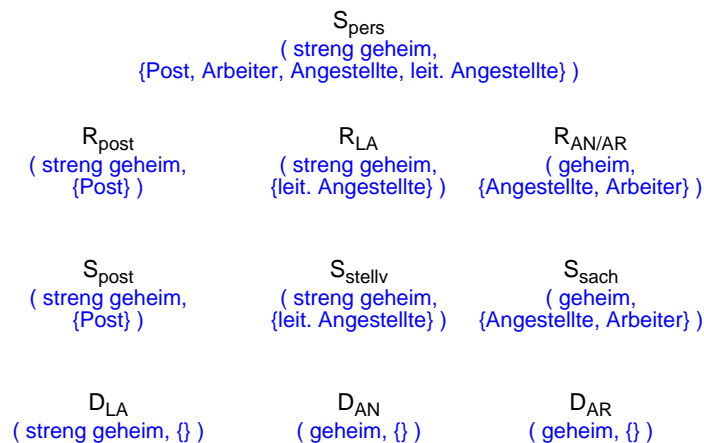 S_pers
( streng geheim,
{Post, Arbeiter, Angestellte, leit. Angestellte} )
R_post R_LA R_AN/AR
( streng geheim, ( streng geheim, ( geheim,
{Post} ) {leit. Angestellte} ) {Angestellte, Arbeiter} )
S_post S_stellv S_sach
( streng geheim, ( streng geheim, ( geheim,
{Post} ) {leit. Angestellte} ) {Angestellte, Arbeiter} )
D_LA D_AN D_AR
( streng geheim, {} ) ( geheim, {} ) ( geheim, {} )